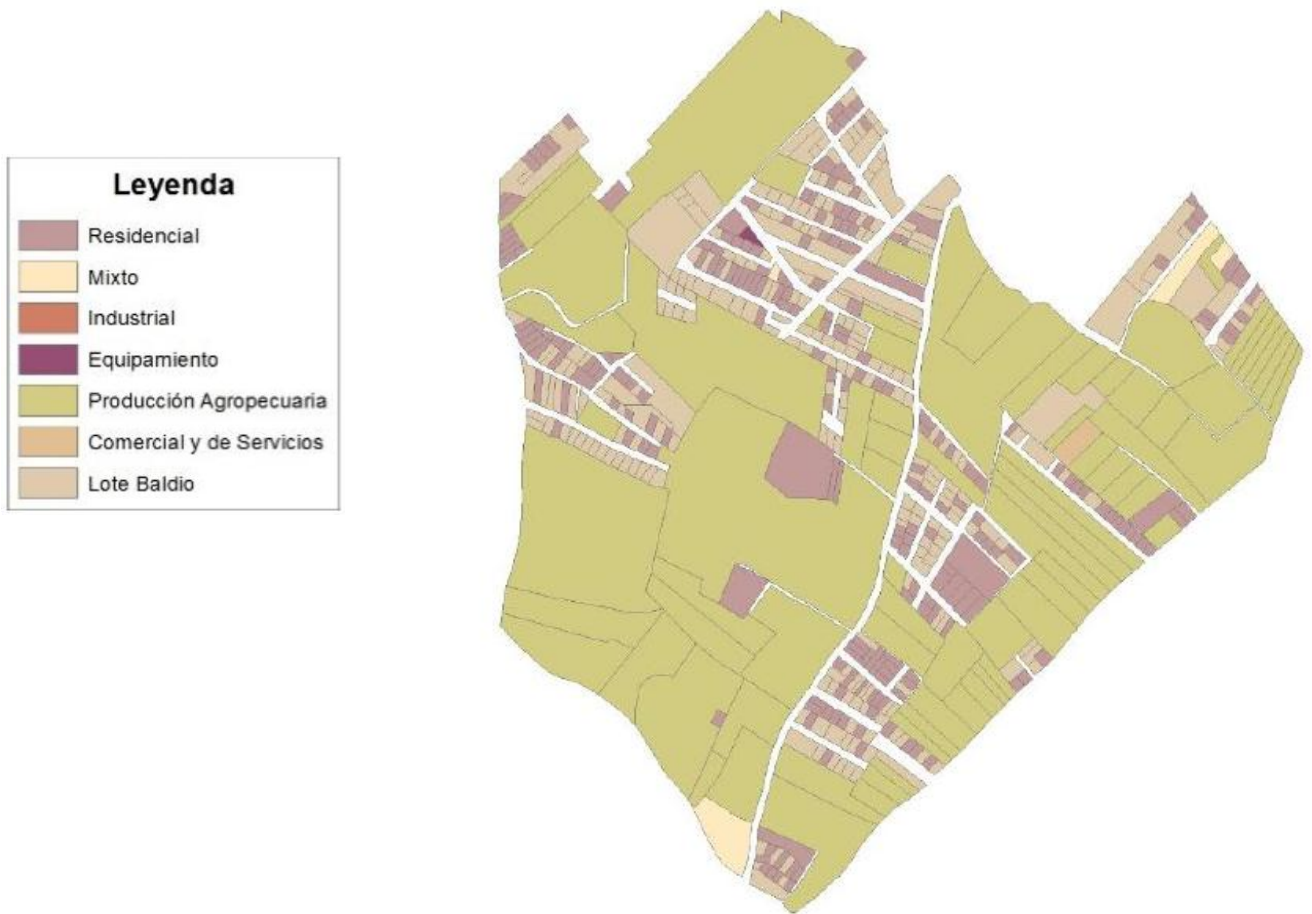 Leyenda
Residencial
Mixto
Industrial
Equipamiento
Producción Agropecuaria
Comercial y de Servicios
Lote Baldio